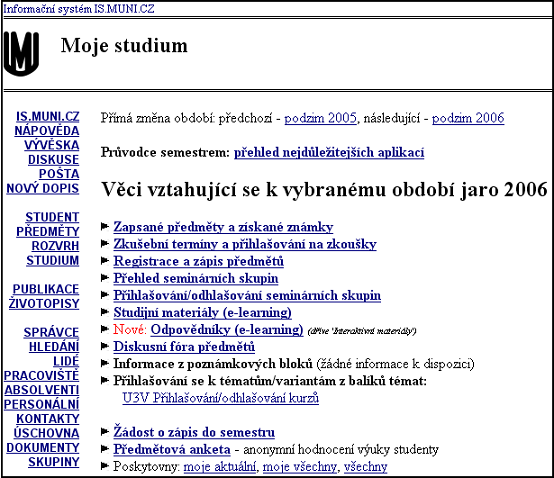 Informační systém IS.MUNI.CZ
Moje studium
IS.MUNI.CZ
NÁPOVĚDA
VÝVĚSKA
DISKUSE
POŠTA
NOVÝ DOPIS
STUDENT
PŘEDMĚTY
ROZVRH
STUDIUM
PUBLIKACE
ŽIVOTOPISY
SPRÁVCE
HLEDÁNÍ
LIDÉ
PRACOVIŠTĚ
ABSOLVENTI
PERSONÁLNÍ
KONTAKTY
ÚSCHOVNA
DOKUMENTY
SKUPINY
Přímá změna období: předchozí - podzim 2005, následující - podzim 2006
Průvodce semestrem: přehled nejdůležitejších aplikací
Věci vztahující se k vybranému období jaro 2006
Zapsané předměty a získané známky
Zkušební termíny a přihlašování na zkoušky
Registrace a zápis předmětů
Přehled seminárních skupin
Přihlašování/odhlašování seminárních skupin
Studijní materiály (e-learning)
Nové: Odpovědníky (e-learning) (dříve 'Interaktivní materiály')
Diskusní fóra předmětů
Informace z poznámkových bloků (žádné informace k dispozici)
Přihlašování se k tématům/variantám z balíků témat:
U3V Přihlašování/odhlašování kurzů
Žádost o zápis do semestru
Předmětová anketa - anonymní hodnocení výuky studenty
Poskytovny: moje aktuální, moje všechny, všechny